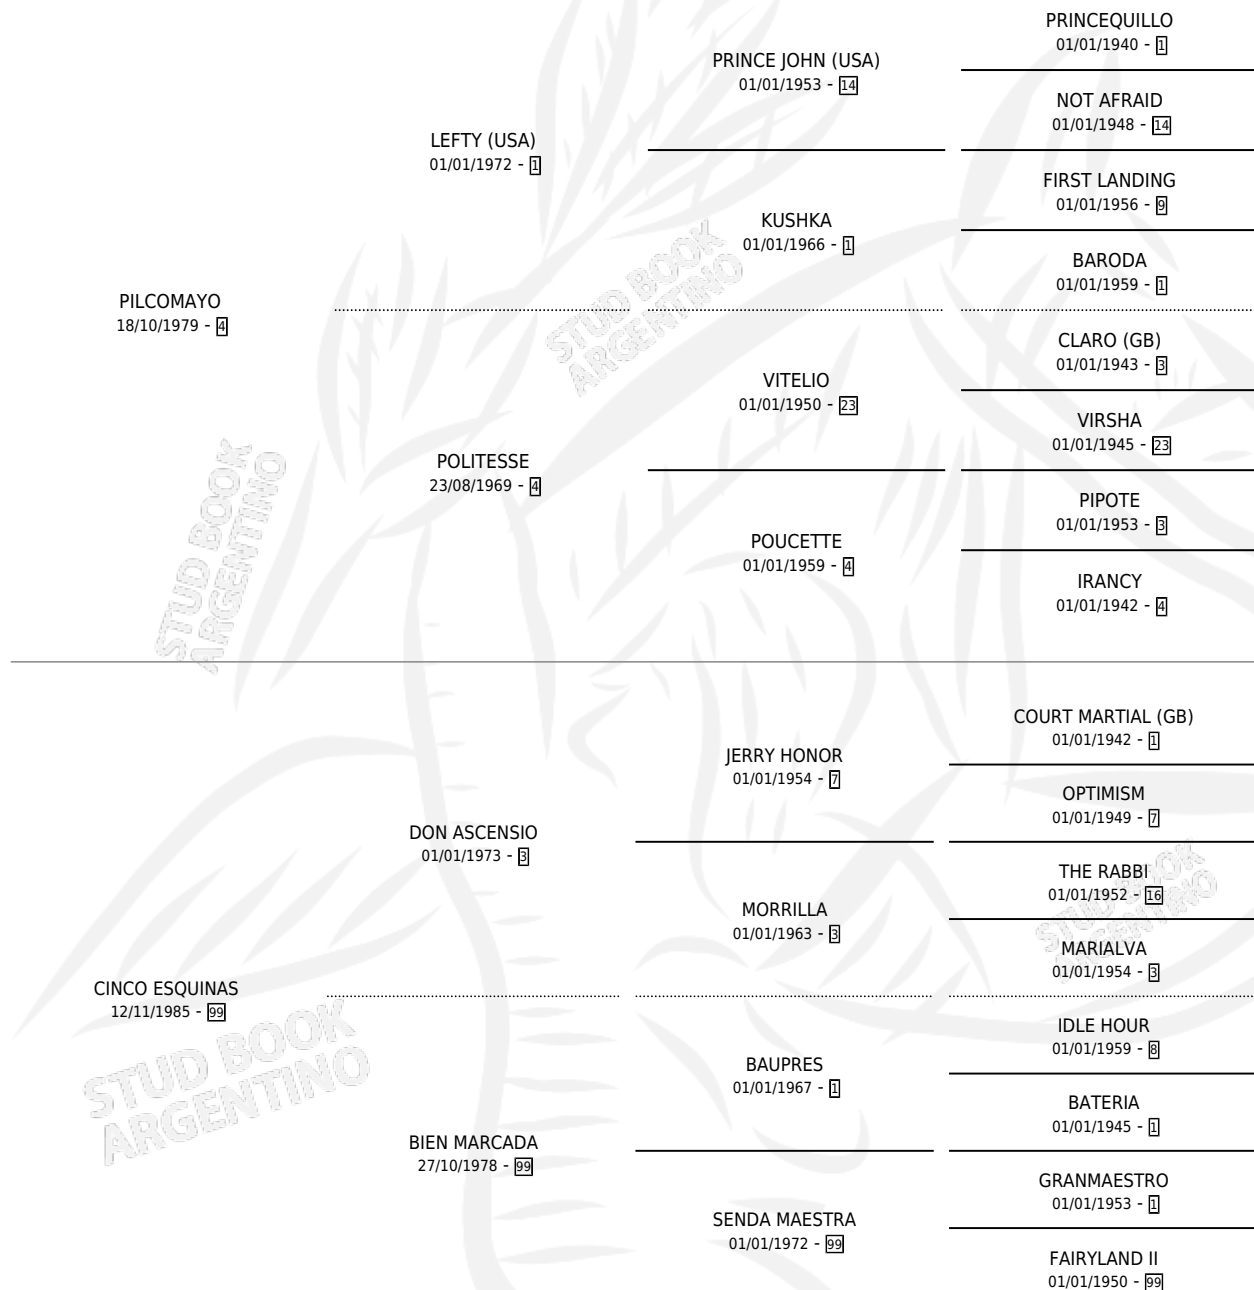 PRINCEQUILLO
01/01/1940 - 1
PRINCE JOHN (USA)
01/01/1953 - 14
NOT AFRAID
01/01/1948 - 14
LEFTY (USA)
01/01/1972 - 1
FIRST LANDING
01/01/1956 - 9
KUSHKA
01/01/1966 - 1
BARODA
01/01/1959 - 1
PILCOMAYO
18/10/1979 - 4
CLARO (GB)
01/01/1943 - 3
VITELIO
01/01/1950 - 23
VIRSHA
01/01/1945 - 23
POLITESSE
23/08/1969 - 4
PIPOTE
01/01/1953 - 3
POUCETTE
01/01/1959 - 4
IRANCY
01/01/1942 - 4
COURT MARTIAL (GB)
01/01/1942 - 1
JERRY HONOR
01/01/1954 - 7
OPTIMISM
01/01/1949 - 7
DON ASCENSIO
01/01/1973 - 3
THE RABBI
01/01/1952 - 16
MORRILLA
01/01/1963 - 3
MARIALVA
01/01/1954 - 3
CINCO ESQUINAS
12/11/1985 - 99
IDLE HOUR
01/01/1959 - 8
BAUPRES
01/01/1967 - 1
BATERIA
01/01/1945 - 1
BIEN MARCADA
27/10/1978 - 99
GRANMAESTRO
01/01/1953 - 1
SENDA MAESTRA
01/01/1972 - 99
FAIRYLAND II
01/01/1950 - 99
STUD BOOK
ARGENTINO
STUD BOOK
ARGENTINO
STUD BOOK
ARGENTINO
STUD BOOK
ARGENTINO